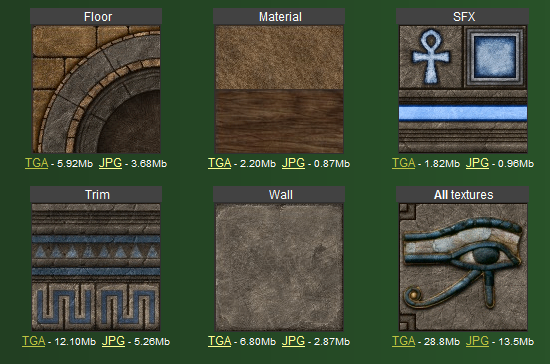 Floor
Material
SFX
TGA - 5.92Mb JPG - 3.68Mb
TGA - 2.20Mb JPG - 0.87Mb
TGA - 1.82Mb JPG - 0.96Mb
Trim
Wall
All textures
TGA - 12.10Mb JPG - 5.26Mb
TGA - 6.80Mb JPG - 2.87Mb
TGA - 28.8Mb JPG - 13.5Mb